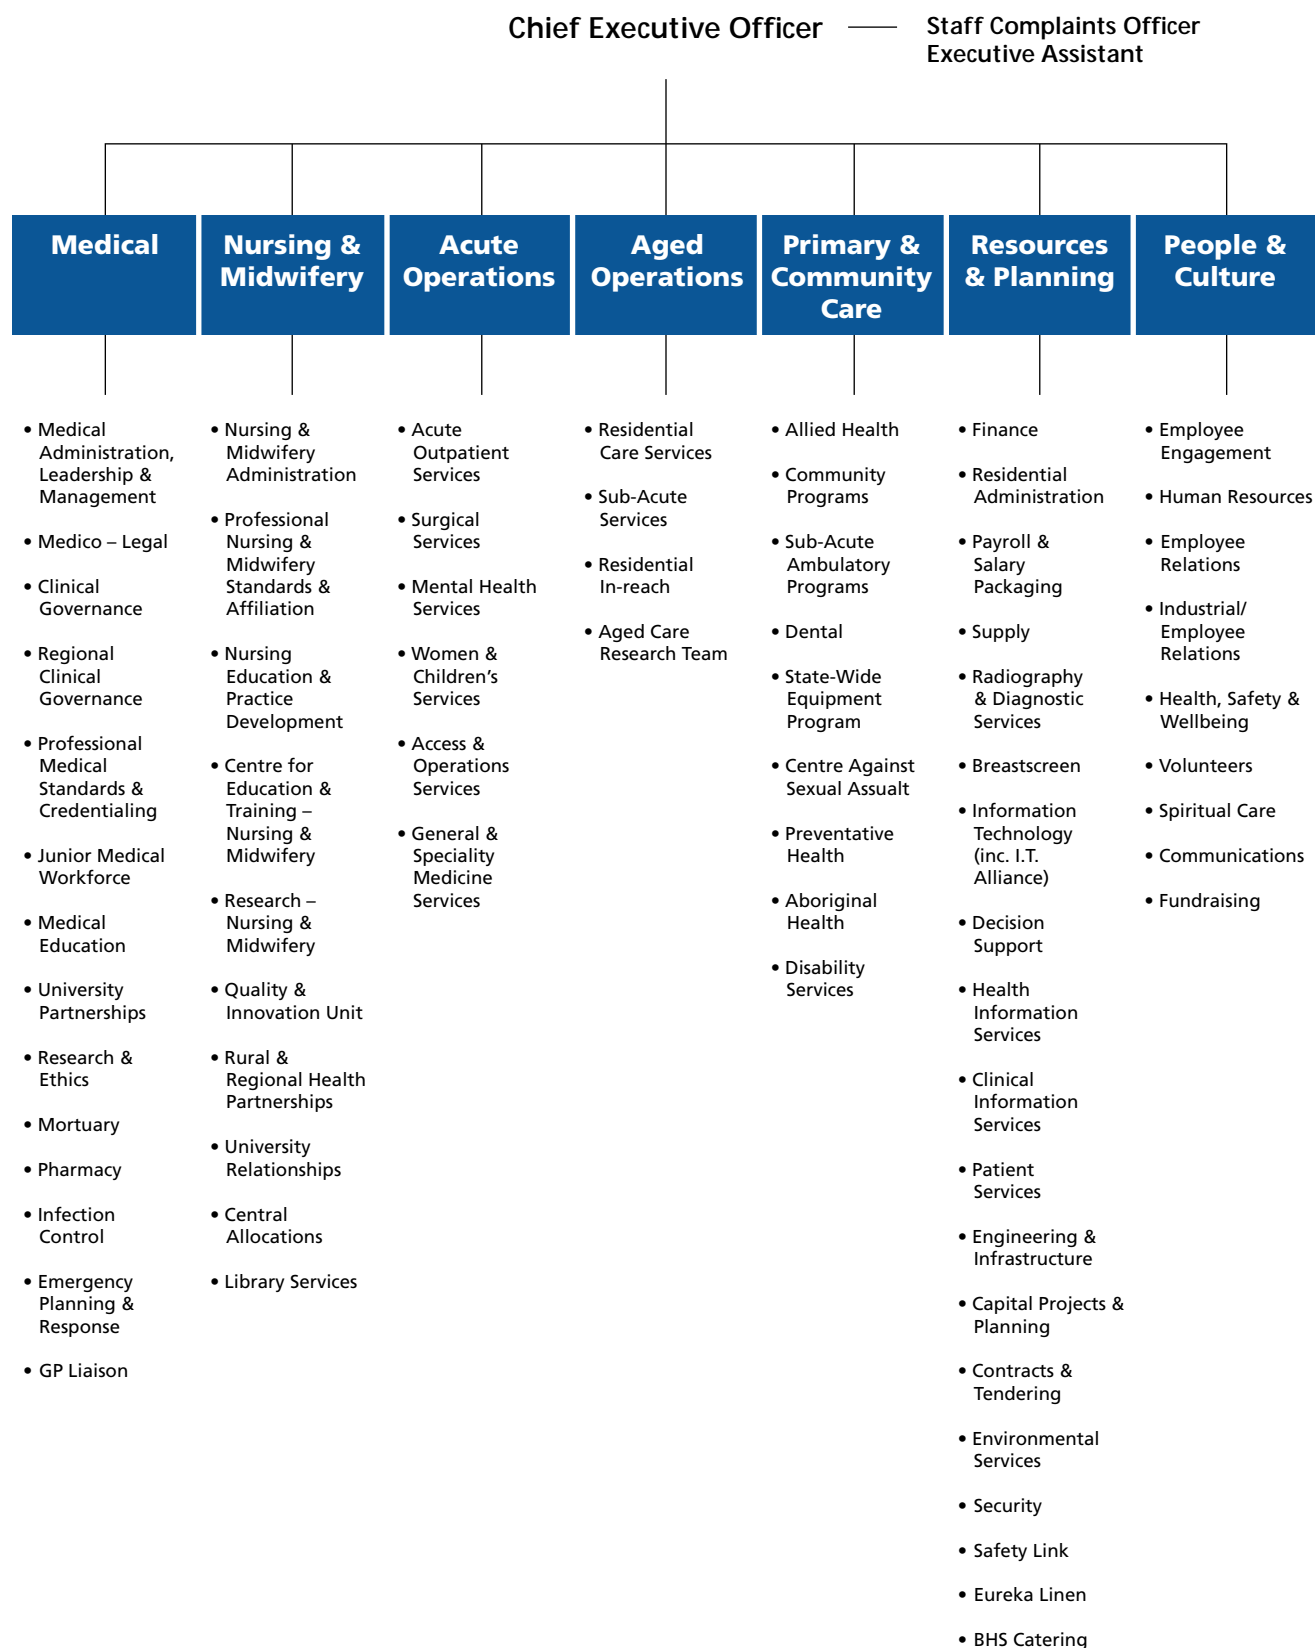 Chief Executive Officer
Staff Complaints Officer
Executive Assistant
Medical
Nursing &
Midwifery
Acute
Operations
Aged
Operations
Primary &
Community
Care
Resources
& Planning
People &
Culture
• Medical
Administration,
Leadership &
Management
• Medico – Legal
• Clinical
Governance
• Regional
Clinical
Governance
• Professional
Medical
Standards &
Credentialing
• Junior Medical
Workforce
• Medical
Education
• University
Partnerships
• Research &
Ethics
• Mortuary
• Pharmacy
• Infection
Control
• Emergency
Planning &
Response
• GP Liaison
• Nursing &
Midwifery
Administration
• Professional
Nursing &
Midwifery
Standards &
Affiliation
• Nursing
Education &
Practice
Development
• Centre for
Education &
Training –
Nursing &
Midwifery
• Research –
Nursing &
Midwifery
• Quality &
Innovation Unit
• Rural &
Regional Health
Partnerships
• University
Relationships
• Central
Allocations
• Library Services
• Acute
Outpatient
Services
• Surgical
Services
• Mental Health
Services
• Women &
Children’s
Services
• Access &
Operations
Services
• General &
Speciality
Medicine
Services
• Residential
Care Services
• Sub-Acute
Services
• Residential
In-reach
• Aged Care
Research Team
• Allied Health
• Community
Programs
• Sub-Acute
Ambulatory
Programs
• Dental
• State-Wide
Equipment
Program
• Centre Against
Sexual Assualt
• Preventative
Health
• Aboriginal
Health
• Disability
Services
• Finance
• Residential
Administration
• Payroll &
Salary
Packaging
• Supply
• Radiography
& Diagnostic
Services
• Breastscreen
• Information
Technology
(inc. I.T.
Alliance)
• Decision
Support
• Health
Information
Services
• Clinical
Information
Services
• Patient
Services
• Engineering &
Infrastructure
• Capital Projects &
Planning
• Contracts &
Tendering
• Environmental
Services
• Security
• Safety Link
• Eureka Linen
• BHS Catering
• Employee
Engagement
• Human Resources
• Employee
Relations
• Industrial/
Employee
Relations
• Health, Safety &
Wellbeing
• Volunteers
• Spiritual Care
• Communications
• Fundraising